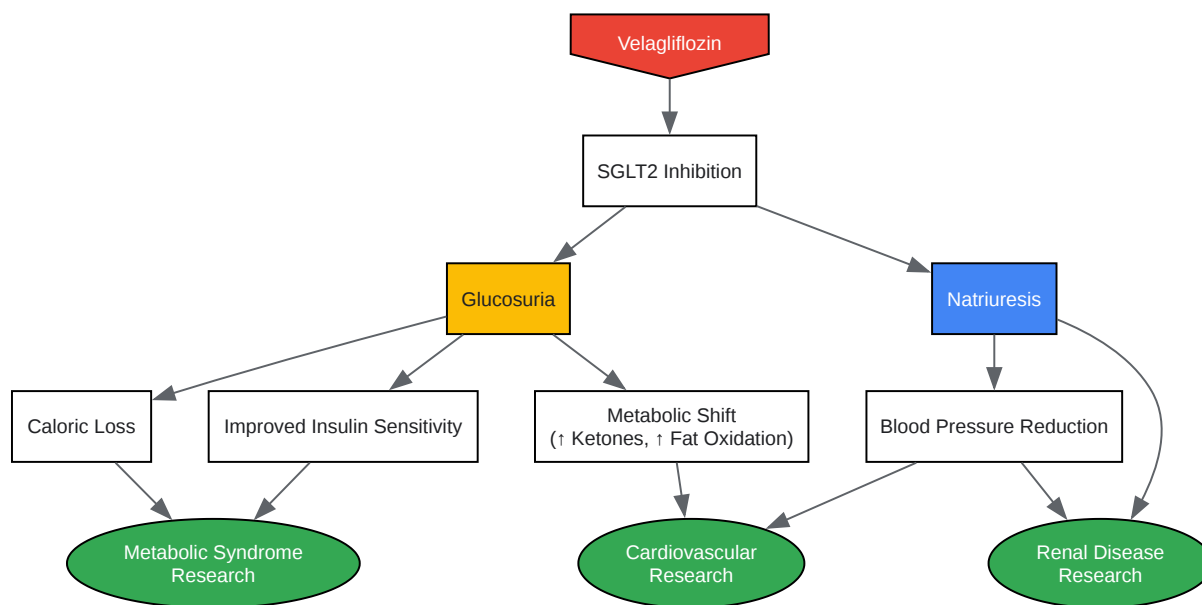 Velagliflozin
SGLT2 Inhibition
Glucosuria
Natriuresis
Caloric Loss
Improved Insulin Sensitivity
Metabolic Shift
(↑ Ketones, ↑ Fat Oxidation)
Blood Pressure Reduction
Metabolic Syndrome
Research
Cardiovascular
Research
Renal Disease
Research